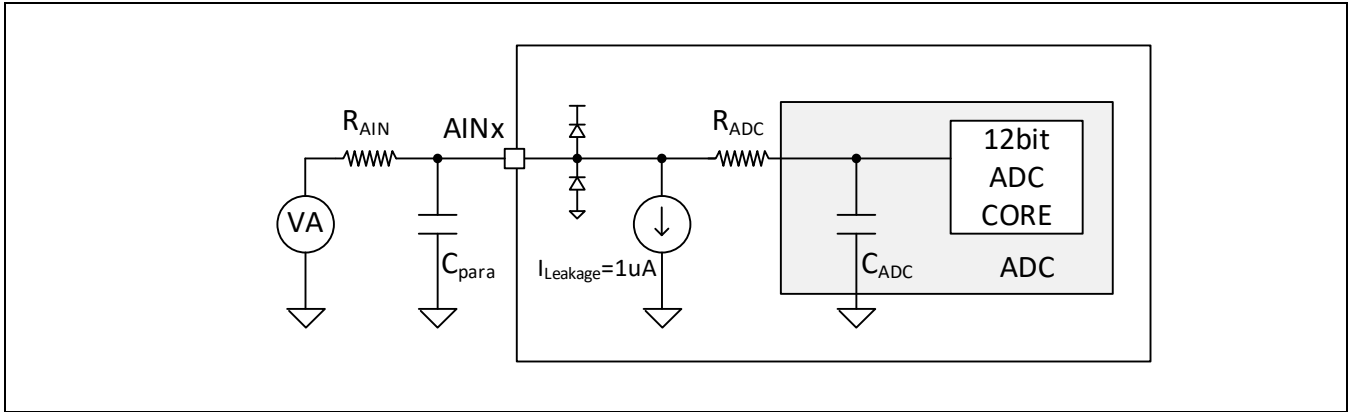 R_AIN
AINx
R_ADC
12bit
ADC
CORE
VA
C_para
I_Leakage=1uA
C_ADC
ADC